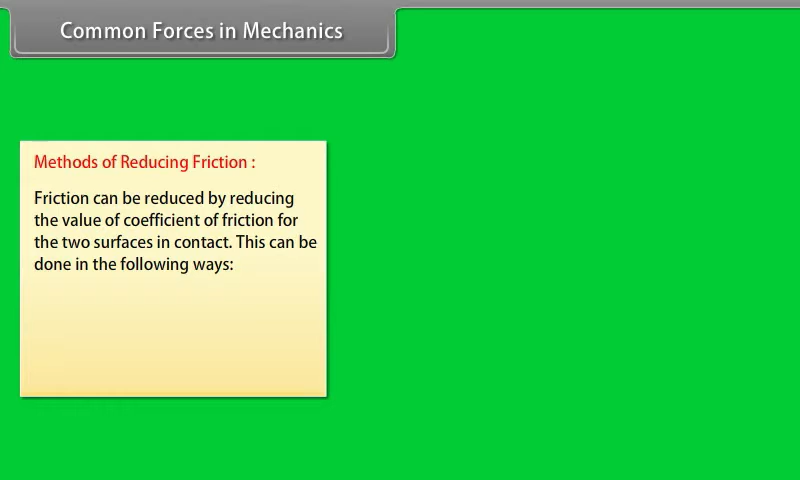 Common Forces in Mechanics
Methods of Reducing Friction :
Friction can be reduced by reducing
the value of coefficient of friction for
the two surfaces in contact. This can be
done in the following ways: